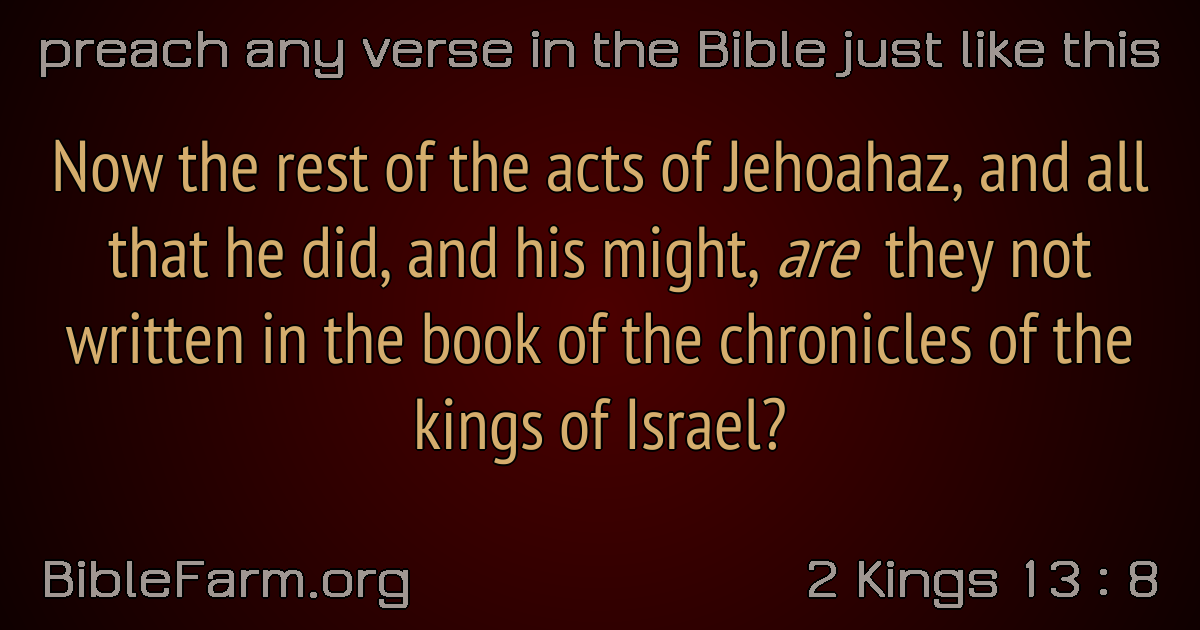 preach any verse in the Bible just like this
Now the rest of the acts of Jehoahaz, and all
that he did, and his might, are they not
written in the book of the chronicles of the
kings of Israel?
BibleFarm.org
2 Kings 13 : 8